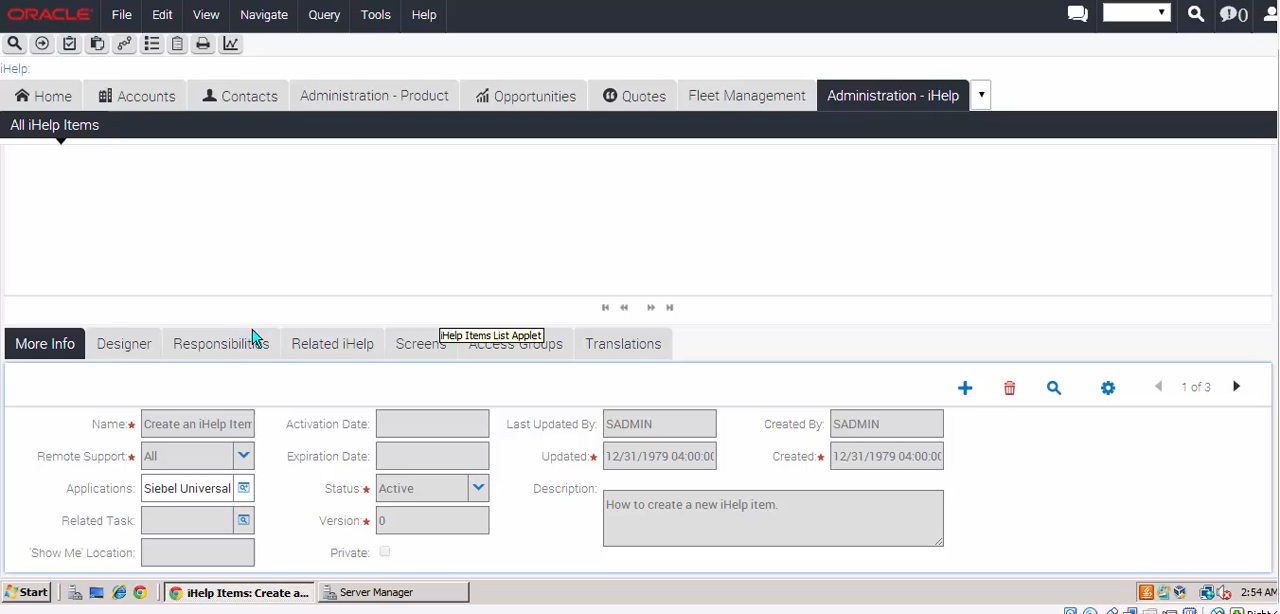 ORACLE File Edit View Navigate Query Tools Help 0
iHelp:
Home Accounts Contacts Administration - Product Opportunities Quotes Fleet Management Administration - iHelp
All iHelp Items
More Info Designer Responsibilities Related iHelp Screens Access Groups Translations
iHelp Items List Applet
1 of 3
Name:* Create an iHelp Item Activation Date: Last Updated By: SADMIN Created By: SADMIN
Remote Support:* All Expiration Date: Updated:* 12/31/1979 04:00:00 Created:* 12/31/1979 04:00:00
Applications: Siebel Universal Status:* Active Description: How to create a new iHelp item.
Related Task: Version:* 0
'Show Me' Location: Private:
Start iHelp Items: Create a... Server Manager 2:54 AM